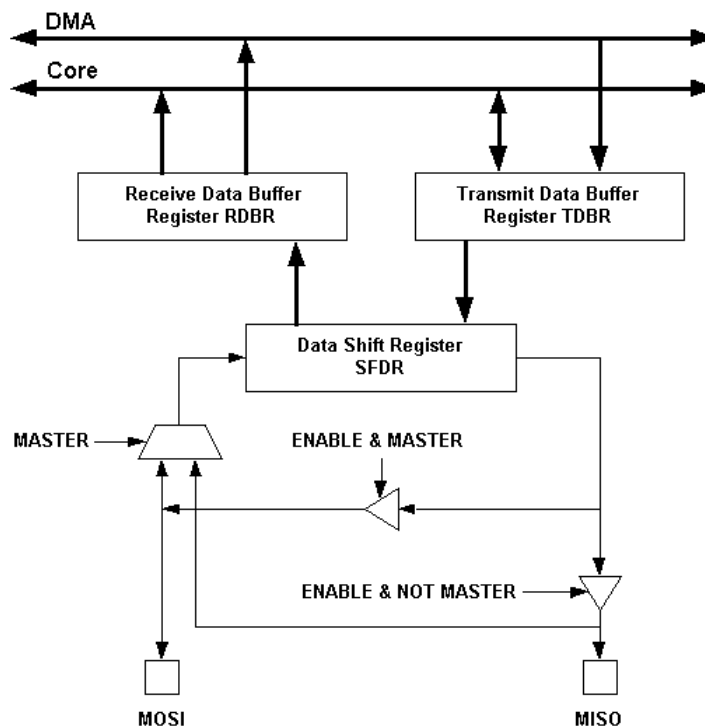 DMA
Core
Receive Data Buffer
Register RDBR
Transmit Data Buffer
Register TDBR
Data Shift Register
SFDR
MASTER
ENABLE & MASTER
ENABLE & NOT MASTER
MOSI
MISO